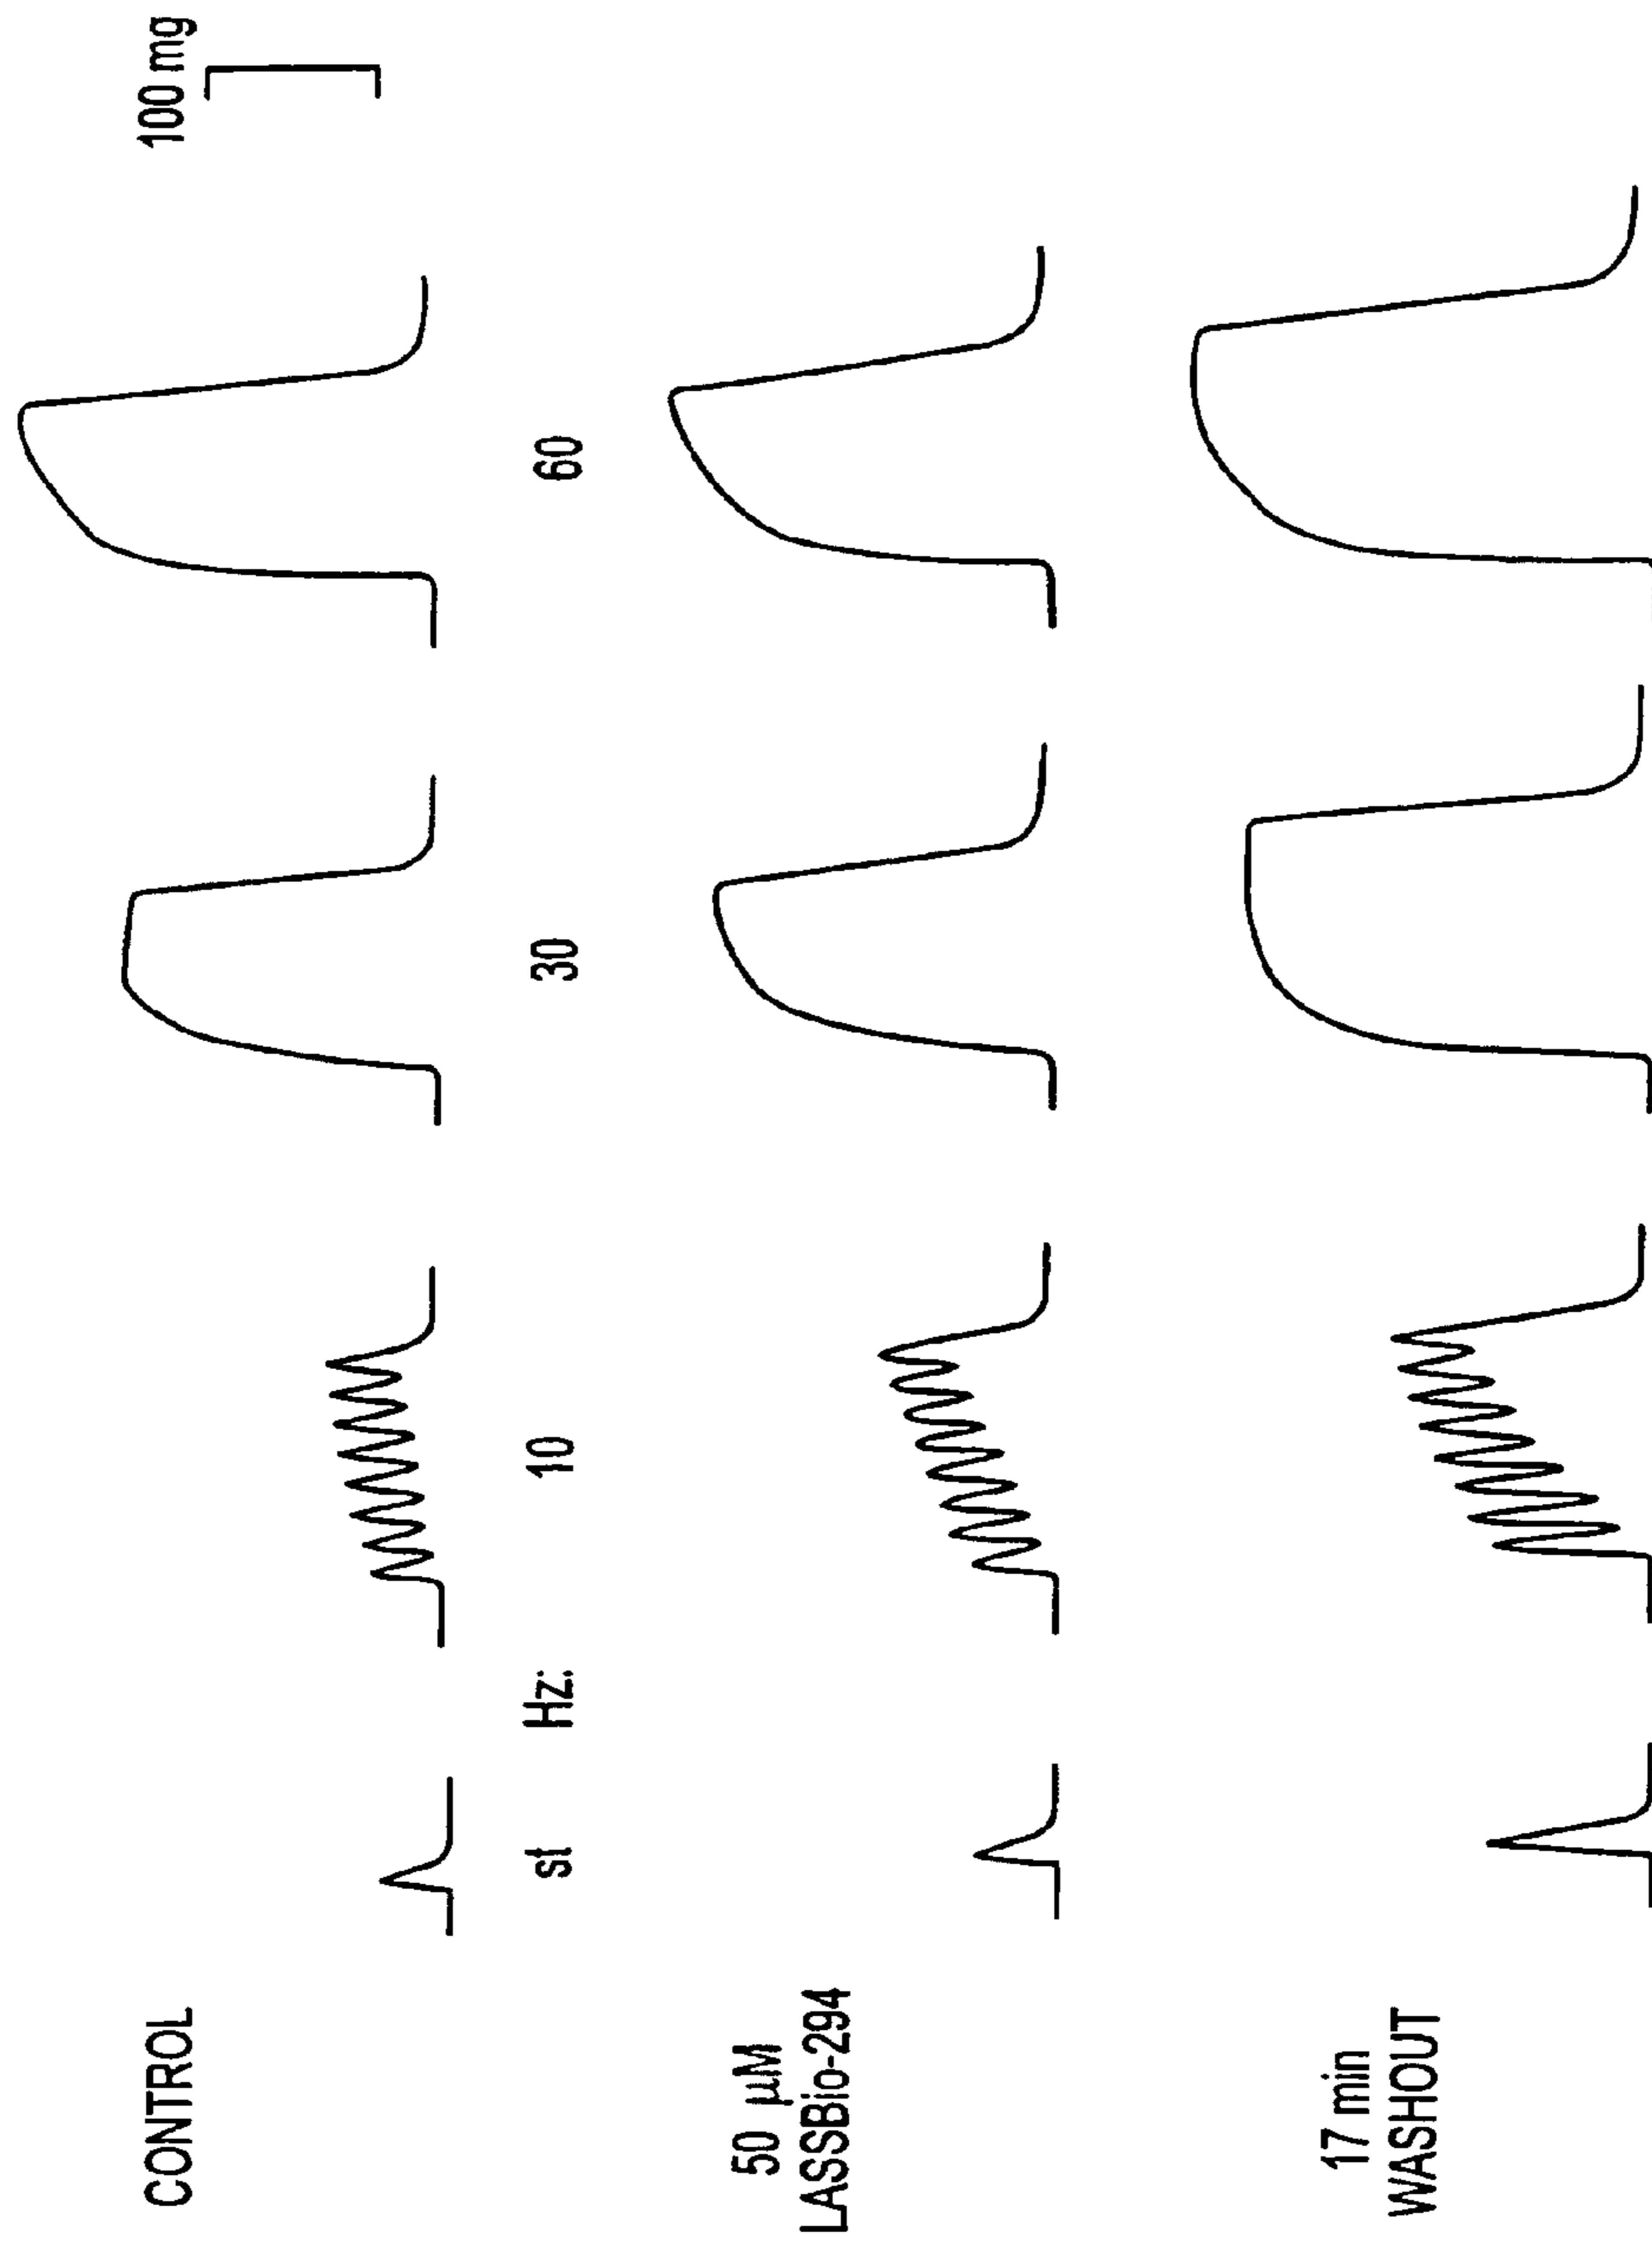 100 mg
CONTROL
st
Hz:
10
30
60
50 µM
LASSBio-294
17 min
WASHOUT